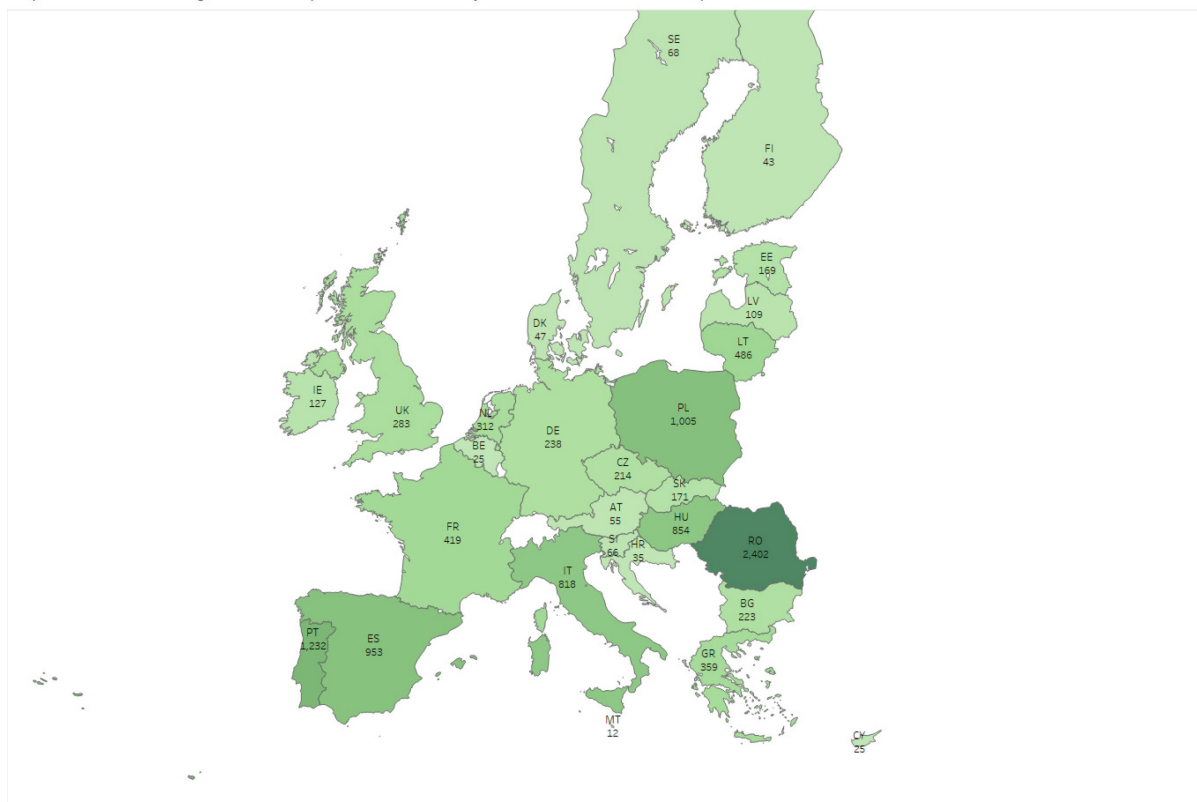 SE
68
FI
43
EE
169
LV
109
DK
47
LT
486
IE
127
UK
283
NL
312
PL
1,005
DE
238
BE
25
CZ
214
SK
171
AT
55
HU
854
FR
419
SI
66
HR
35
RO
2,402
IT
818
BG
223
PT
1,232
ES
953
GR
359
MT
12
CY
25